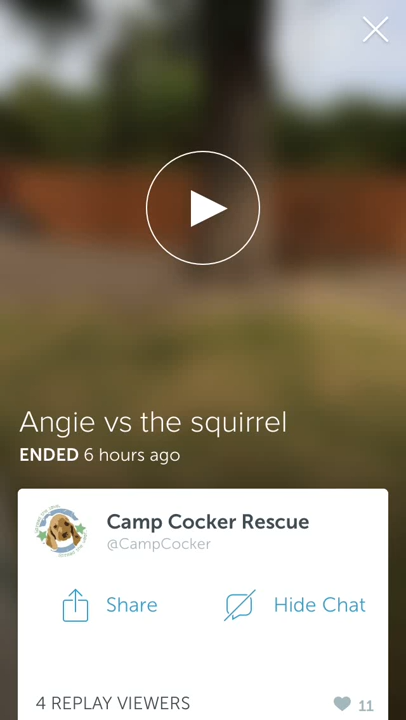 Angie vs the squirrel
ENDED 6 hours ago
Camp Cocker Rescue
@CampCocker
Share
Hide Chat
4 REPLAY VIEWERS
11